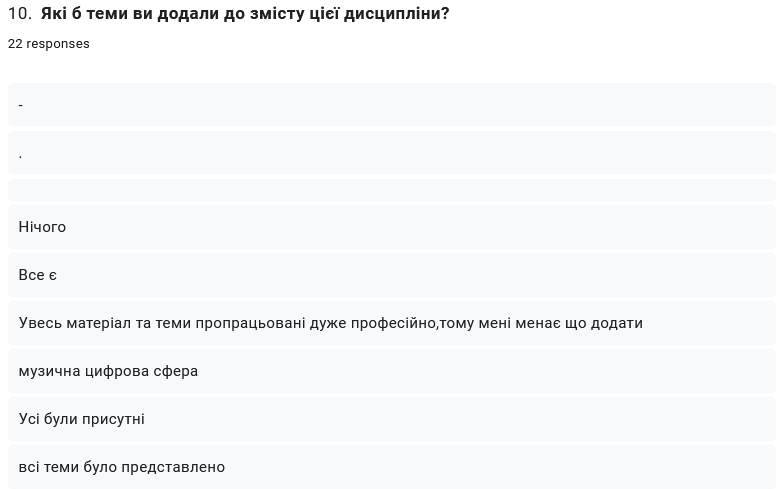 10. Які б теми ви додали до змісту цієї дисципліни?
22 responses
-
.
Нічого
Все є
Увесь матеріал та теми пропрацьовані дуже професійно,тому мені менає що додати
музична цифрова сфера
Усі були присутні
всі теми було представлено